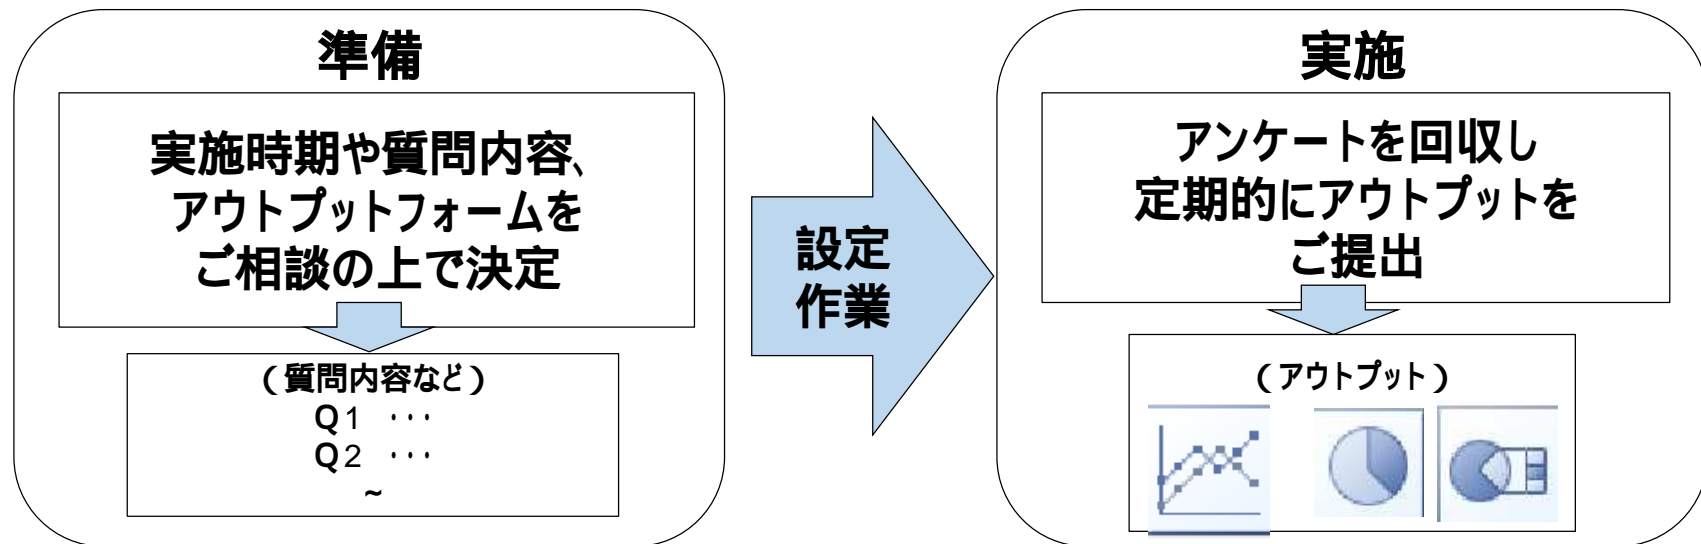 準備
実施時期や質問内容、
アウトプットフォームを
ご相談の上で決定
(質問内容など)
Q1 ・・・
Q2 ・・・
~
設定
作業
実施
アンケートを回収し
定期的にアウトプットを
ご提出
(アウトプット)